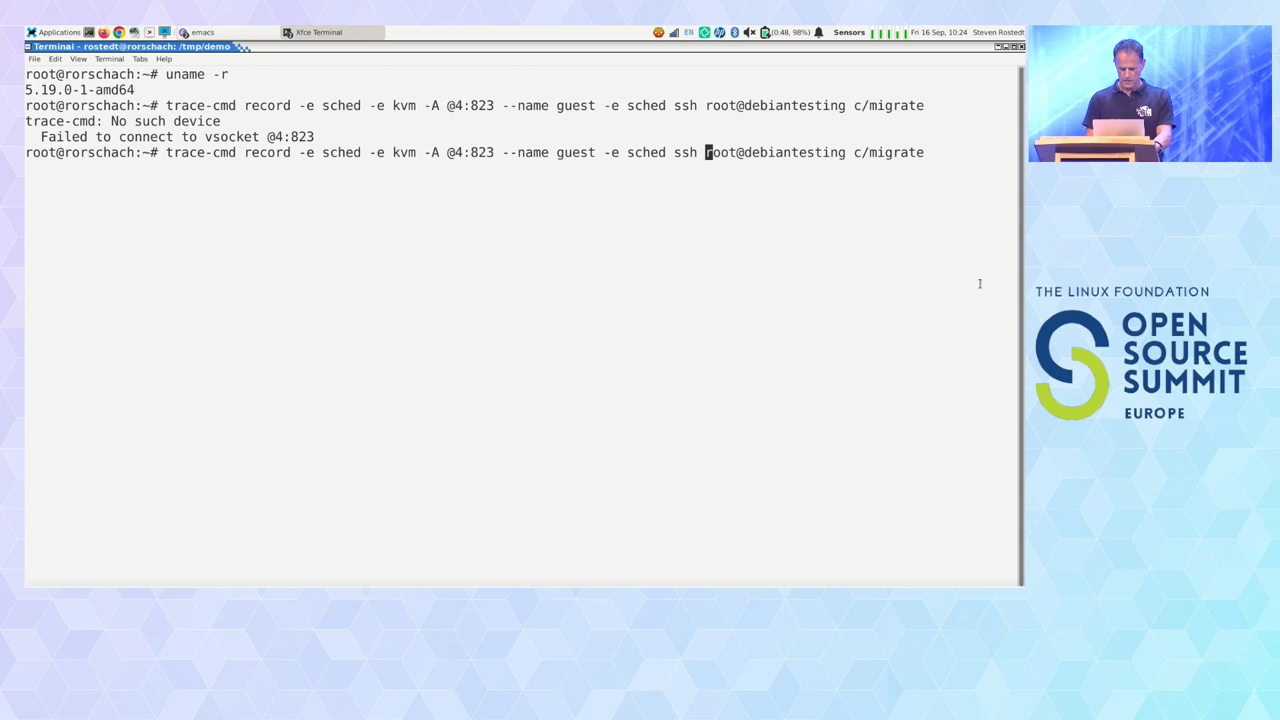 Applications
emacs
Xfce Terminal
EN
(0:48, 98%)
Sensors
Fri 16 Sep, 10:24
Steven Rostedt
Terminal - rostedt@rorschach: /tmp/demo
File Edit View Terminal Tabs Help
root@rorschach:~# uname -r
5.19.0-1-amd64
root@rorschach:~# trace-cmd record -e sched -e kvm -A @4:823 --name guest -e sched ssh root@debiantesting c/migrate
trace-cmd: No such device
  Failed to connect to vsocket @4:823
root@rorschach:~# trace-cmd record -e sched -e kvm -A @4:823 --name guest -e sched ssh root@debiantesting c/migrate
THE LINUX FOUNDATION
OPEN
SOURCE
SUMMIT
EUROPE